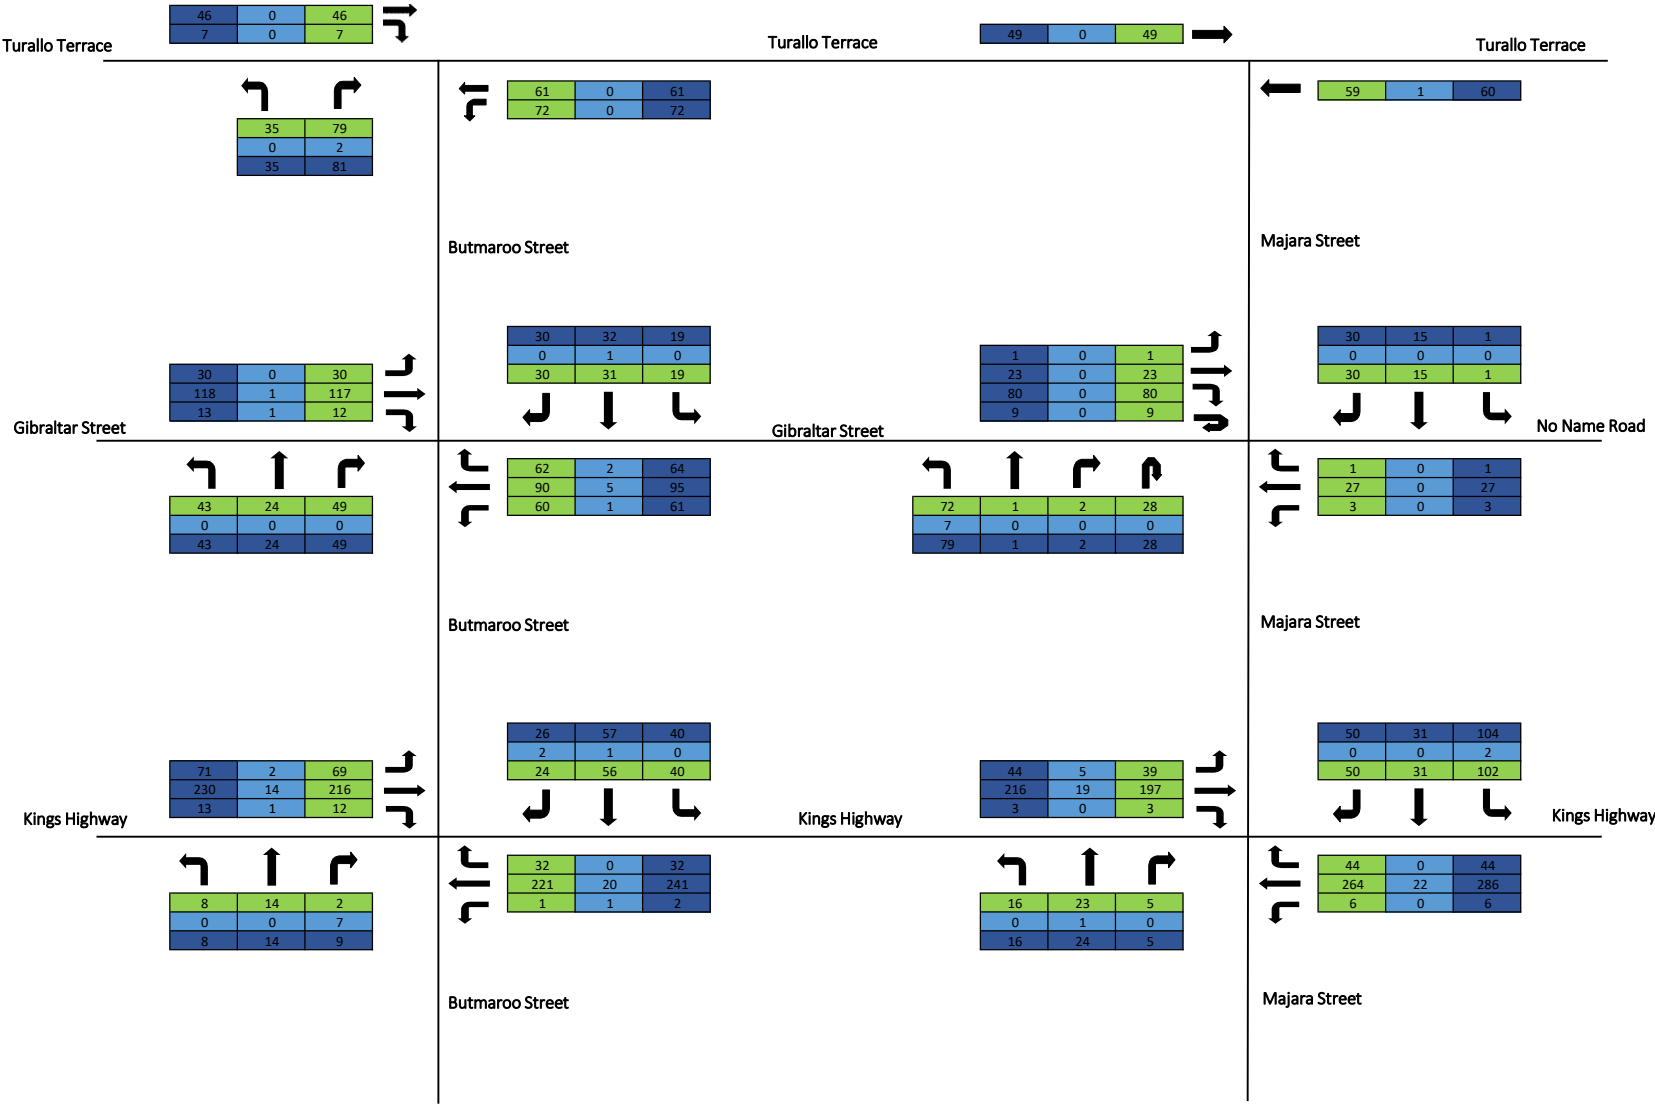 46 0 46
7 0 7
Turallo Terrace
Turallo Terrace
49 0 49
Turallo Terrace
35 79
0 2
35 81
61 0 61
72 0 72
59 1 60
Butmaroo Street
Majara Street
30 0 30
118 1 117
13 1 12
30 32 19
0 1 0
30 31 19
1 0 1
23 0 23
80 0 80
9 0 9
30 15 1
0 0 0
30 15 1
Gibraltar Street
Gibraltar Street
No Name Road
43 24 49
0 0 0
43 24 49
62 2 64
90 5 95
60 1 61
72 1 2 28
7 0 0 0
79 1 2 28
1 0 1
27 0 27
3 0 3
Butmaroo Street
Majara Street
71 2 69
230 14 216
13 1 12
26 57 40
2 1 0
24 56 40
44 5 39
216 19 197
3 0 3
50 31 104
0 0 2
50 31 102
Kings Highway
Kings Highway
Kings Highway
8 14 2
0 0 7
8 14 9
32 0 32
221 20 241
1 1 2
16 23 5
0 1 0
16 24 5
44 0 44
264 22 286
6 0 6
Butmaroo Street
Majara Street